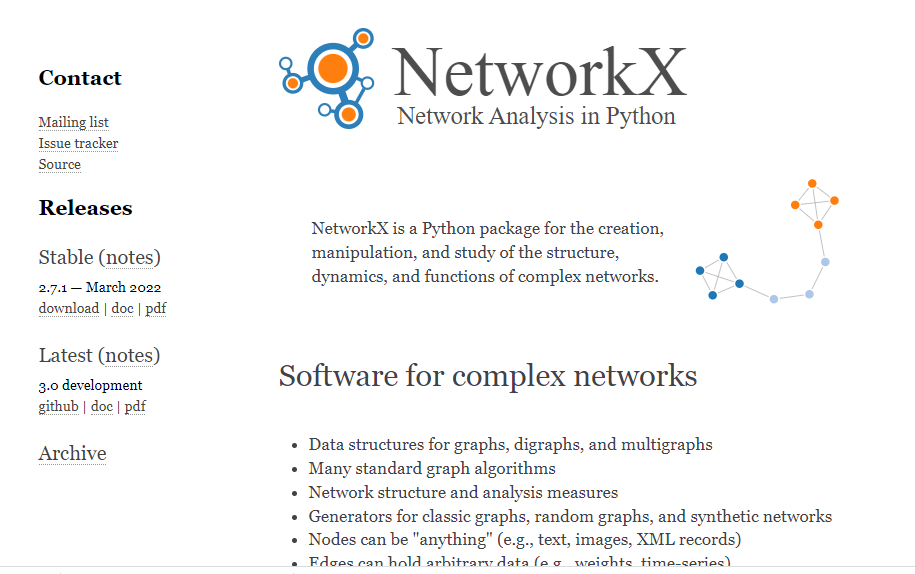 Contact
Mailing list
Issue tracker
Source
Releases
Stable (notes)
2.7.1 — March 2022
download | doc | pdf
Latest (notes)
3.0 development
github | doc | pdf
Archive
NetworkX
Network Analysis in Python
NetworkX is a Python package for the creation,
manipulation, and study of the structure,
dynamics, and functions of complex networks.
Software for complex networks
• Data structures for graphs, digraphs, and multigraphs
• Many standard graph algorithms
• Network structure and analysis measures
• Generators for classic graphs, random graphs, and synthetic networks
• Nodes can be "anything" (e.g., text, images, XML records)
• Edges can hold arbitrary data (e.g., weights, time-series)